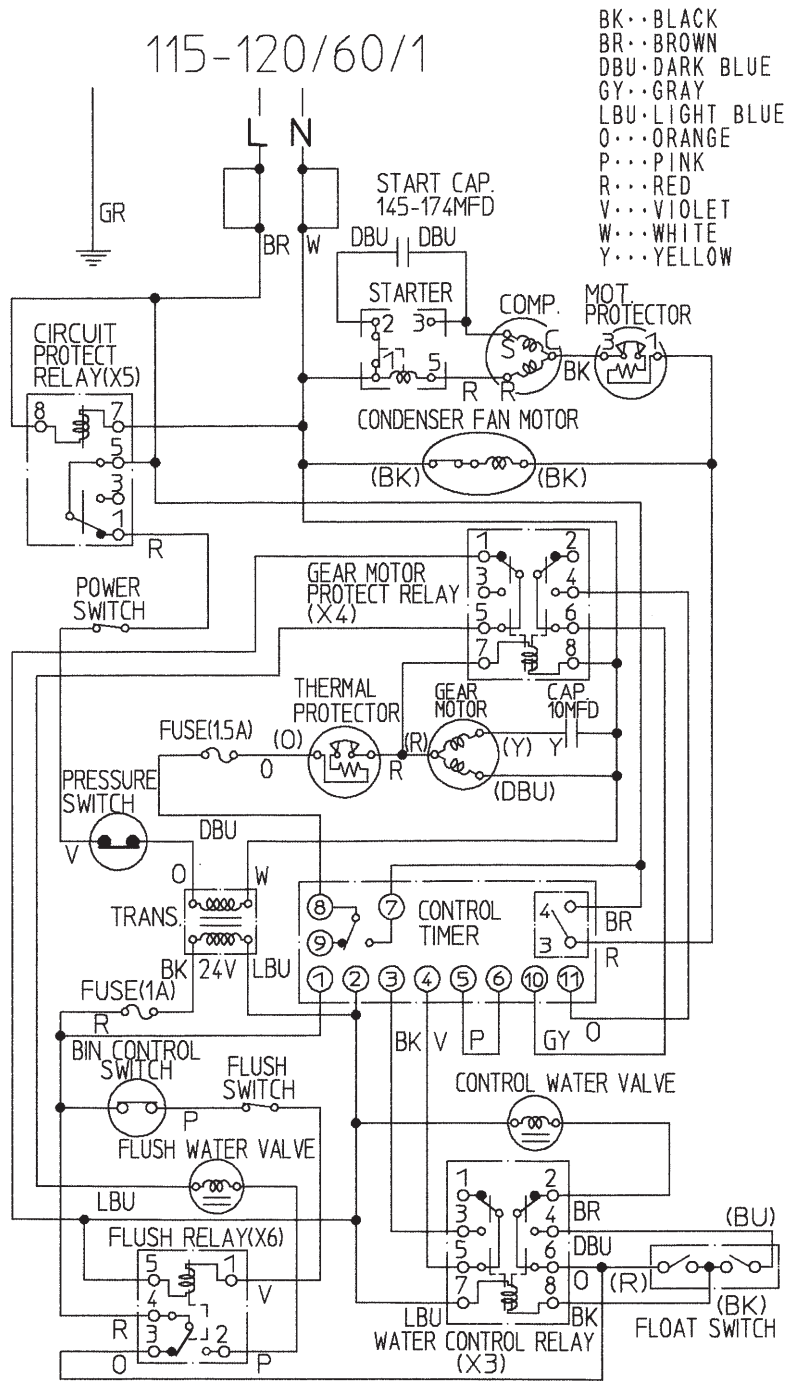 BK··BLACK
BR··BROWN
DBU·DARK BLUE
GY··GRAY
LBU·LIGHT BLUE
O···ORANGE
P···PINK
R···RED
V···VIOLET
W···WHITE
Y···YELLOW
115-120/60/1
L N
GR
BR W
START CAP.
145-174MFD
DBU DBU
STARTER
2 3
1 5
R R
COMP.
S C
BK
MOT.
PROTECTOR
3 1
CIRCUIT
PROTECT
RELAY(X5)
8 7
5
3
1
R
CONDENSER FAN MOTOR
(BK) (BK)
POWER
SWITCH
GEAR MOTOR
PROTECT RELAY
(X4)
1 2
3 4
5 6
7 8
THERMAL
PROTECTOR
GEAR
MOTOR
CAP.
10MFD
FUSE(1.5A)
(O)
O
R
(R)
(Y) Y
(DBU)
PRESSURE
SWITCH
V
DBU
O W
TRANS.
BK 24V LBU
8 7
9
CONTROL
TIMER
4
3
BR
R
1 2 3 4 5 6 10 11
FUSE(1A)
R
BK V P GY O
BIN CONTROL
SWITCH
FLUSH
SWITCH
P
CONTROL WATER VALVE
FLUSH WATER VALVE
LBU
FLUSH RELAY(X6)
5 1
4
3 2
V
R
O P
1 2
3 4
5 6
7 8
BR
DBU
O
BK
LBU
WATER CONTROL RELAY
(X3)
(BU)
(R)
(BK)
FLOAT SWITCH